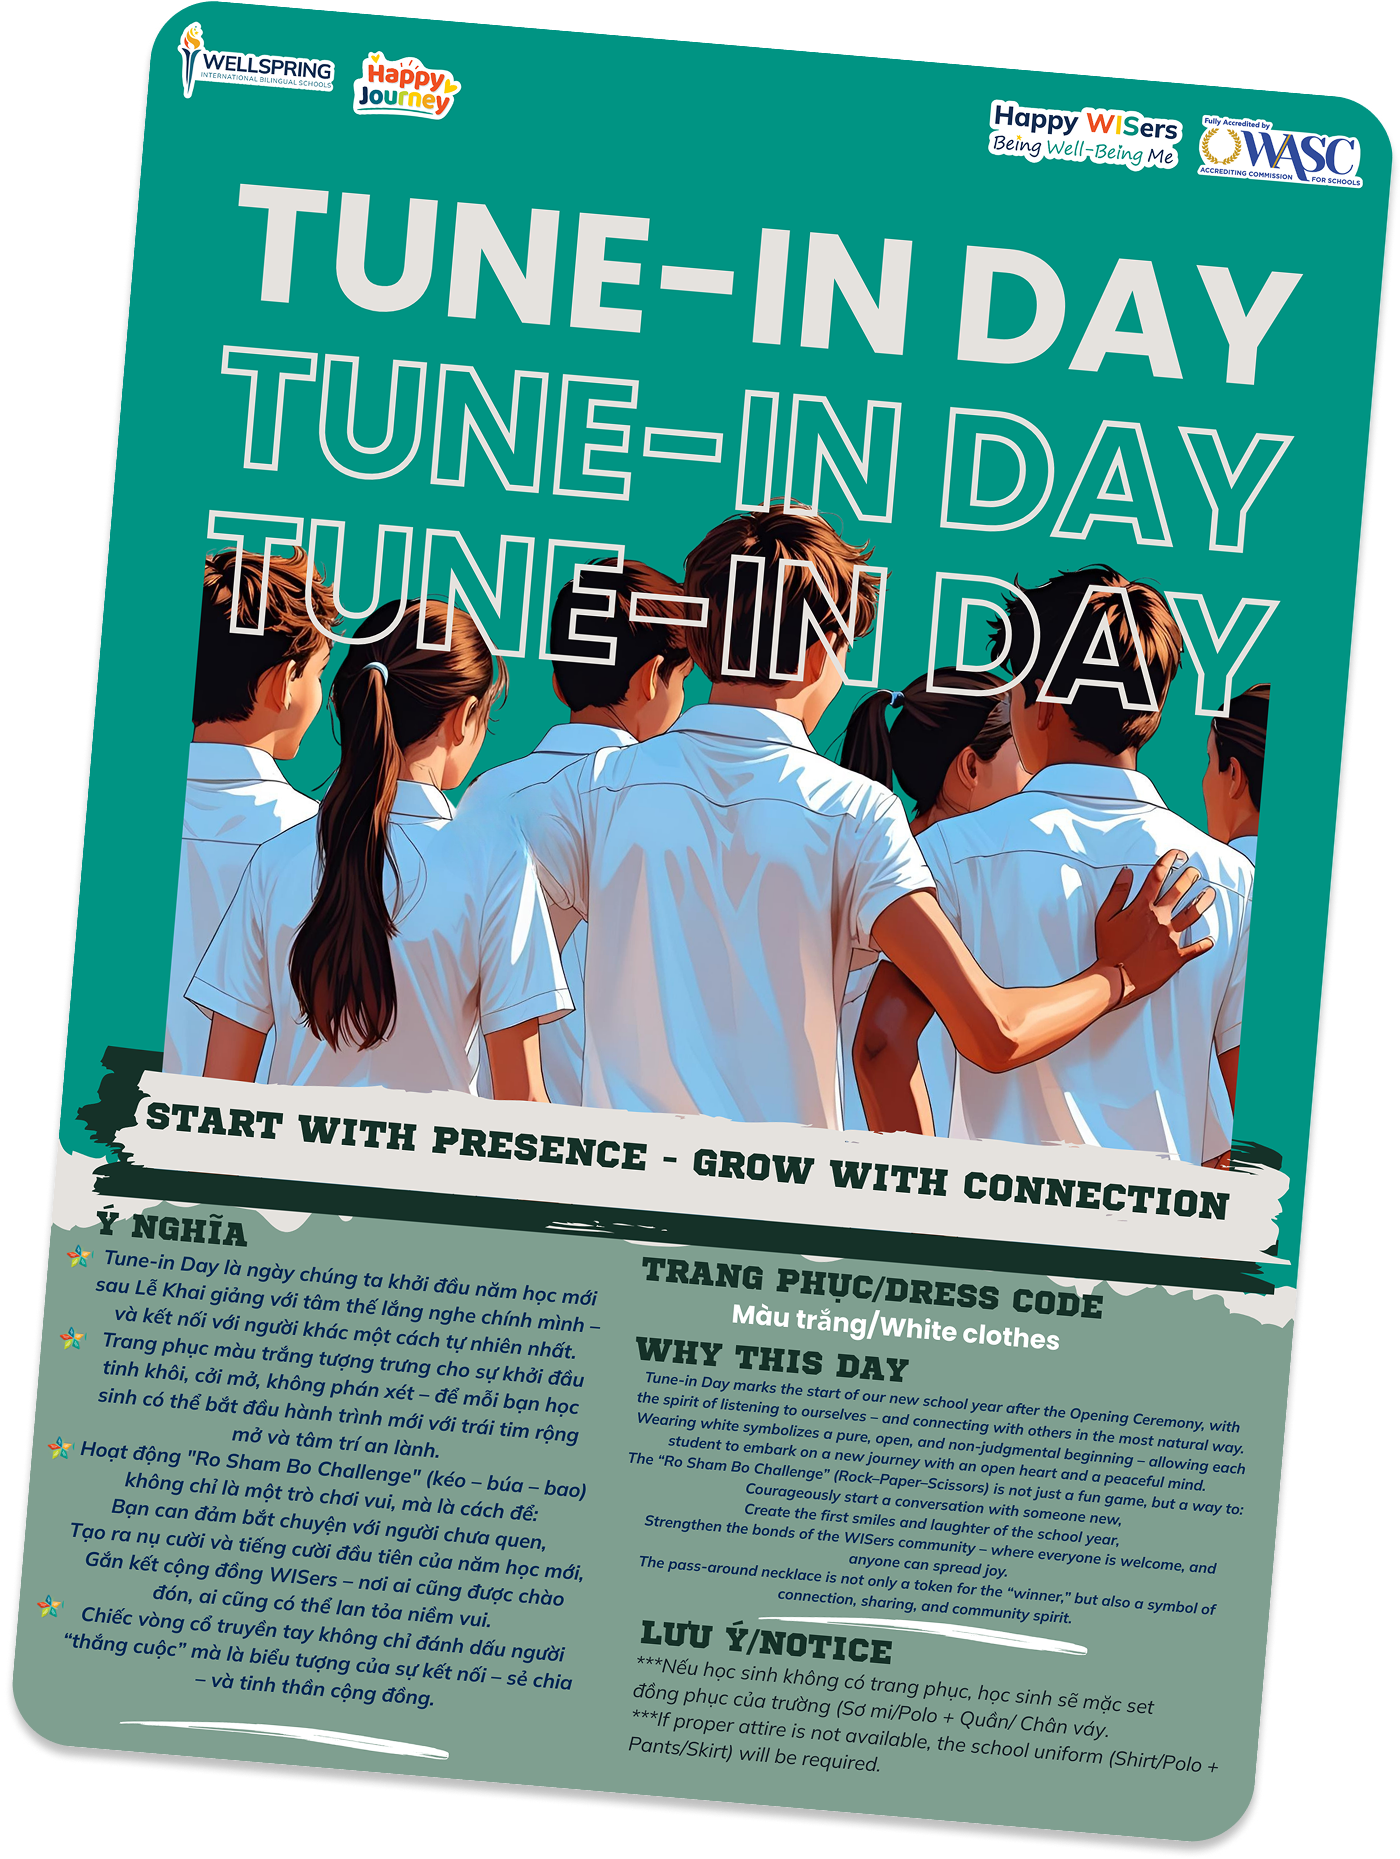 WELLSPRING
INTERNATIONAL BILINGUAL SCHOOLS
Happy
Journey
Happy WISers
Being Well-Being Me
Fully Accredited by
WASC
ACCREDITING COMMISSION FOR SCHOOLS
TUNE-IN DAY
TUNE-IN DAY
TUNE-IN DAY
START WITH PRESENCE - GROW WITH CONNECTION
Ý NGHĨA
Tune-in Day là ngày chúng ta khởi đầu năm học mới
sau Lễ Khai giảng với tâm thế lắng nghe chính mình –
và kết nối với người khác một cách tự nhiên nhất.
Trang phục màu trắng tượng trưng cho sự khởi đầu
tinh khôi, cởi mở, không phán xét – để mỗi bạn học
sinh có thể bắt đầu hành trình mới với trái tim rộng
mở và tâm trí an lành.
Hoạt động "Ro Sham Bo Challenge" (kéo – búa – bao)
không chỉ là một trò chơi vui, mà là cách để:
Bạn can đảm bắt chuyện với người chưa quen,
Tạo ra nụ cười và tiếng cười đầu tiên của năm học mới,
Gắn kết cộng đồng WISers – nơi ai cũng được chào
đón, ai cũng có thể lan tỏa niềm vui.
Chiếc vòng cổ truyền tay không chỉ đánh dấu người
“thắng cuộc” mà là biểu tượng của sự kết nối – sẻ chia
– và tinh thần cộng đồng.
TRANG PHỤC/DRESS CODE
Màu trắng/White clothes
WHY THIS DAY
Tune-in Day marks the start of our new school year after the Opening Ceremony, with
the spirit of listening to ourselves – and connecting with others in the most natural way.
Wearing white symbolizes a pure, open, and non-judgmental beginning – allowing each
student to embark on a new journey with an open heart and a peaceful mind.
The “Ro Sham Bo Challenge” (Rock–Paper–Scissors) is not just a fun game, but a way to:
Courageously start a conversation with someone new,
Create the first smiles and laughter of the school year,
Strengthen the bonds of the WISers community – where everyone is welcome, and
anyone can spread joy.
The pass-around necklace is not only a token for the “winner,” but also a symbol of
connection, sharing, and community spirit.
LƯU Ý/NOTICE
***Nếu học sinh không có trang phục, học sinh sẽ mặc set
đồng phục của trường (Sơ mi/Polo + Quần/ Chân váy.
***If proper attire is not available, the school uniform (Shirt/Polo +
Pants/Skirt) will be required.